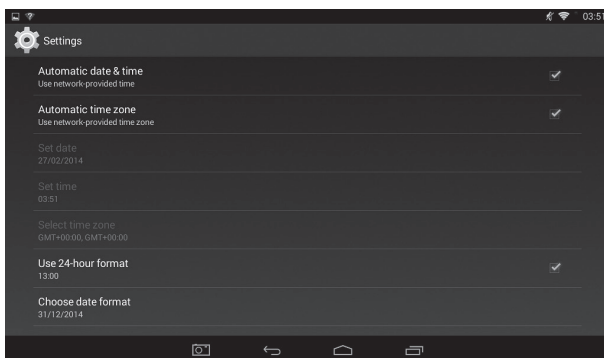 03:51
Settings
Automatic date & time
Use network-provided time
Automatic time zone
Use network-provided time zone
Set date
27/02/2014
Set time
03:51
Select time zone
GMT+00:00, GMT+00:00
Use 24-hour format
13:00
Choose date format
31/12/2014